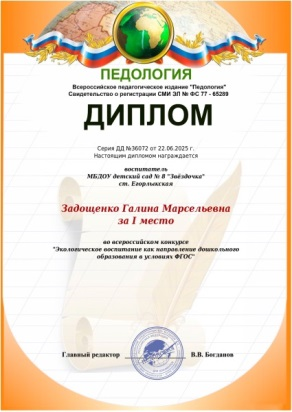 ПЕДОЛОГИЯ
Всероссийское педагогическое издание "Педология"
Свидетельство о регистрации СМИ ЭЛ № ФС 77 - 65289
ДИПЛОМ
Серия ДД №36072 от 22.06.2025 г.
Настоящим дипломом награждается
воспитатель
МБДОУ детский сад № 8 "Звёздочка"
ст. Егорлыкская
Задощенко Галина Марсельевна
за I место
во всероссийском конкурсе
"Экологическое воспитание как направление дошкольного
образования в условиях ФГОС"
Главный редактор
В.В. Богданов